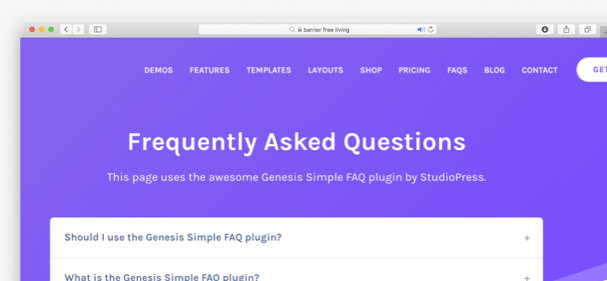 barrier free living
DEMOS FEATURES TEMPLATES LAYOUTS SHOP PRICING FAQS BLOG CONTACT GET
Frequently Asked Questions
This page uses the awesome Genesis Simple FAQ plugin by StudioPress.
Should I use the Genesis Simple FAQ plugin? +
What is the Genesis Simple FAQ plugin? +